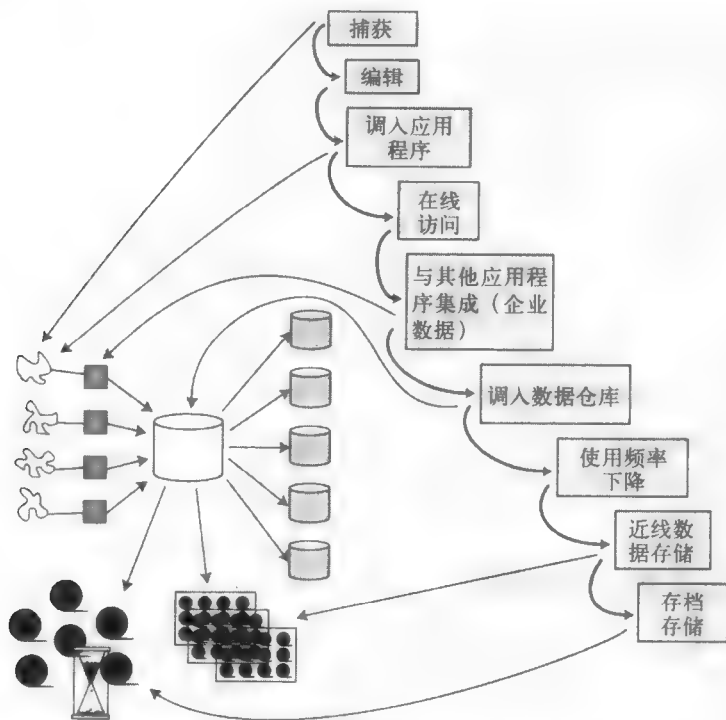 捕获
编辑
调入应用
程序
在线
访问
与其他应用程
序集成（企业
数据）
调入数据仓库
使用频率
下降
近线数
据存储
存档
存储